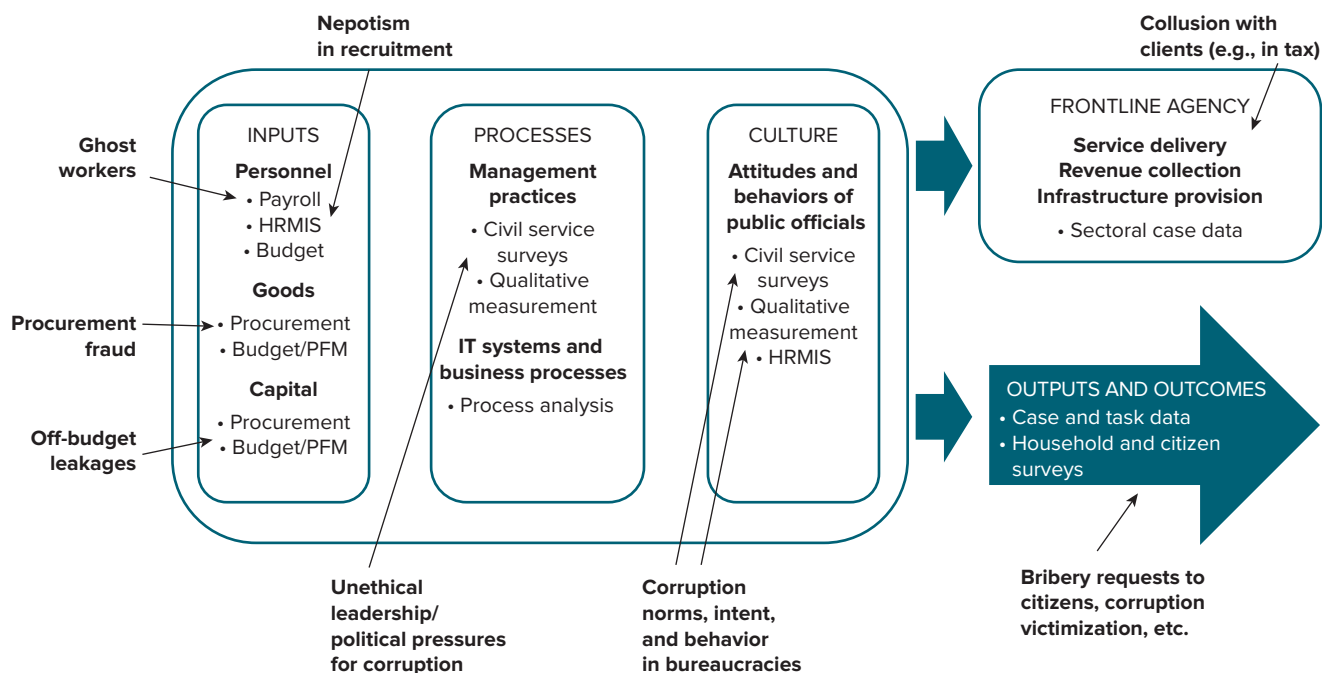 Nepotism
in recruitment
Collusion with
clients (e.g., in tax)
Ghost
workers
Procurement
fraud
Off-budget
leakages
INPUTS
Personnel
• Payroll
• HRMIS
• Budget
Goods
• Procurement
• Budget/PFM
Capital
• Procurement
• Budget/PFM
PROCESSES
Management
practices
• Civil service
surveys
• Qualitative
measurement
IT systems and
business processes
• Process analysis
CULTURE
Attitudes and
behaviors of
public officials
• Civil service
surveys
• Qualitative
measurement
• HRMIS
FRONTLINE AGENCY
Service delivery
Revenue collection
Infrastructure provision
• Sectoral case data
OUTPUTS AND OUTCOMES
• Case and task data
• Household and citizen
surveys
Unethical
leadership/
political pressures
for corruption
Corruption
norms, intent,
and behavior
in bureaucracies
Bribery requests to
citizens, corruption
victimization, etc.